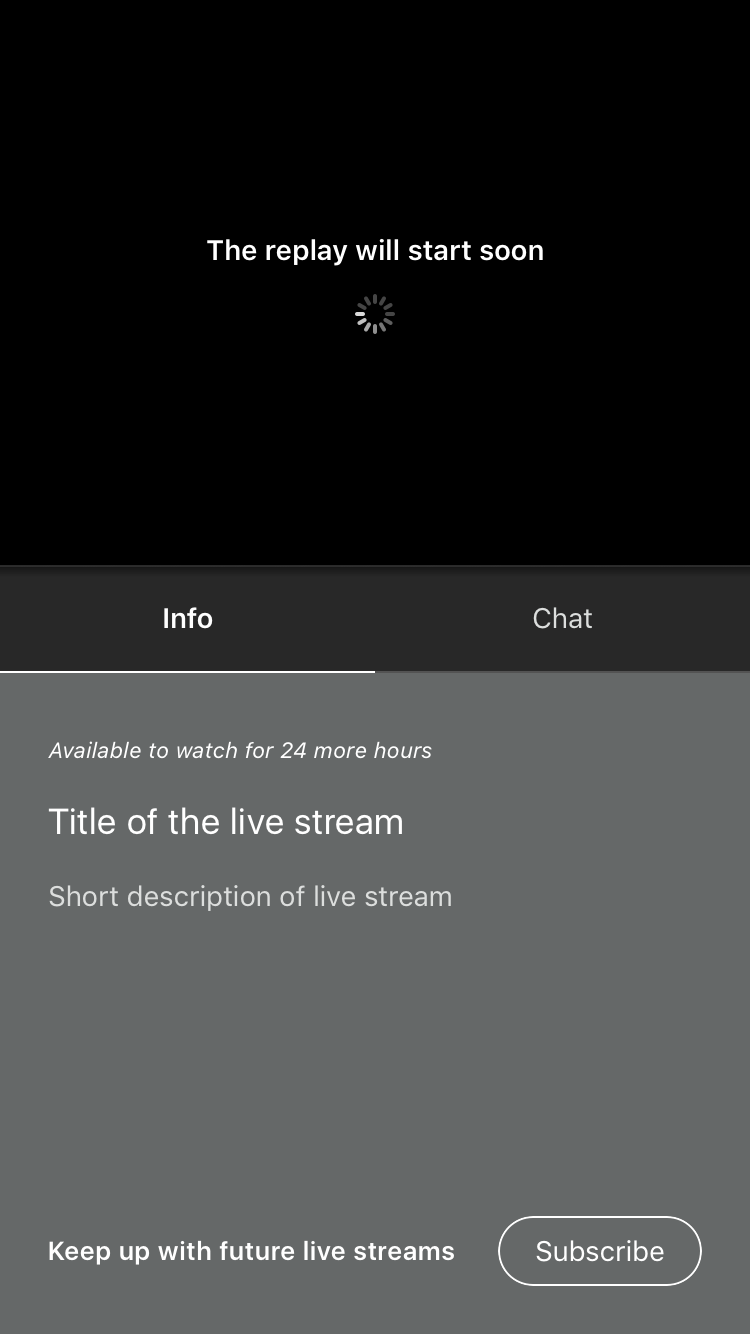 The replay will start soon
Info
Chat
Available to watch for 24 more hours
Title of the live stream
Short description of live stream
Keep up with future live streams
Subscribe